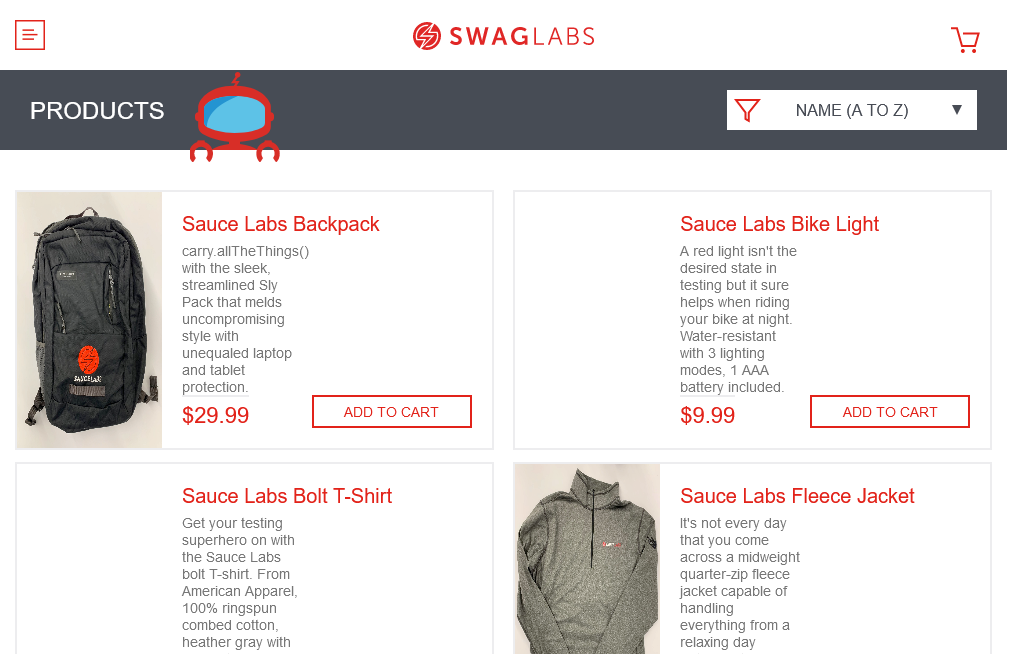 SWAGLABS
PRODUCTS
NAME (A TO Z)
Sauce Labs Backpack
carry.allTheThings()
with the sleek,
streamlined Sly
Pack that melds
uncompromising
style with
unequaled laptop
and tablet
protection.
$29.99
ADD TO CART
SAUCELABS
Sauce Labs Bike Light
A red light isn't the
desired state in
testing but it sure
helps when riding
your bike at night.
Water-resistant
with 3 lighting
modes, 1 AAA
battery included.
$9.99
ADD TO CART
Sauce Labs Bolt T-Shirt
Get your testing
superhero on with
the Sauce Labs
bolt T-shirt. From
American Apparel,
100% ringspun
combed cotton,
heather gray with
Sauce Labs Fleece Jacket
It's not every day
that you come
across a midweight
quarter-zip fleece
jacket capable of
handling
everything from a
relaxing day